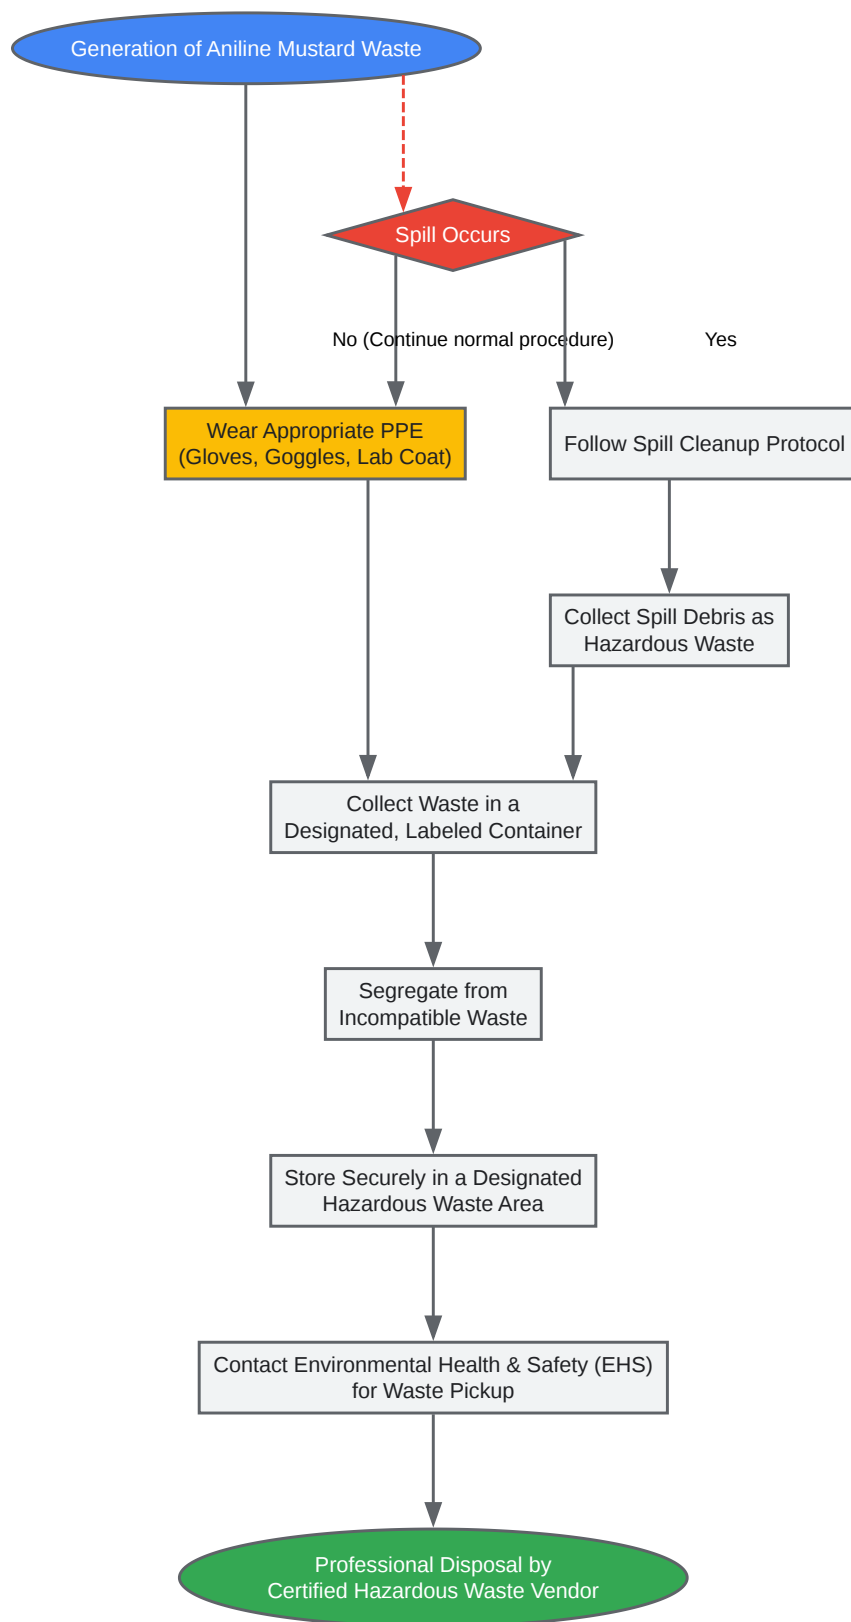 Generation of Aniline Mustard Waste
Spill Occurs
No (Continue normal procedure)
Yes
Wear Appropriate PPE
(Gloves, Goggles, Lab Coat)
Follow Spill Cleanup Protocol
Collect Spill Debris as
Hazardous Waste
Collect Waste in a
Designated, Labeled Container
Segregate from
Incompatible Waste
Store Securely in a Designated
Hazardous Waste Area
Contact Environmental Health & Safety (EHS)
for Waste Pickup
Professional Disposal by
Certified Hazardous Waste Vendor